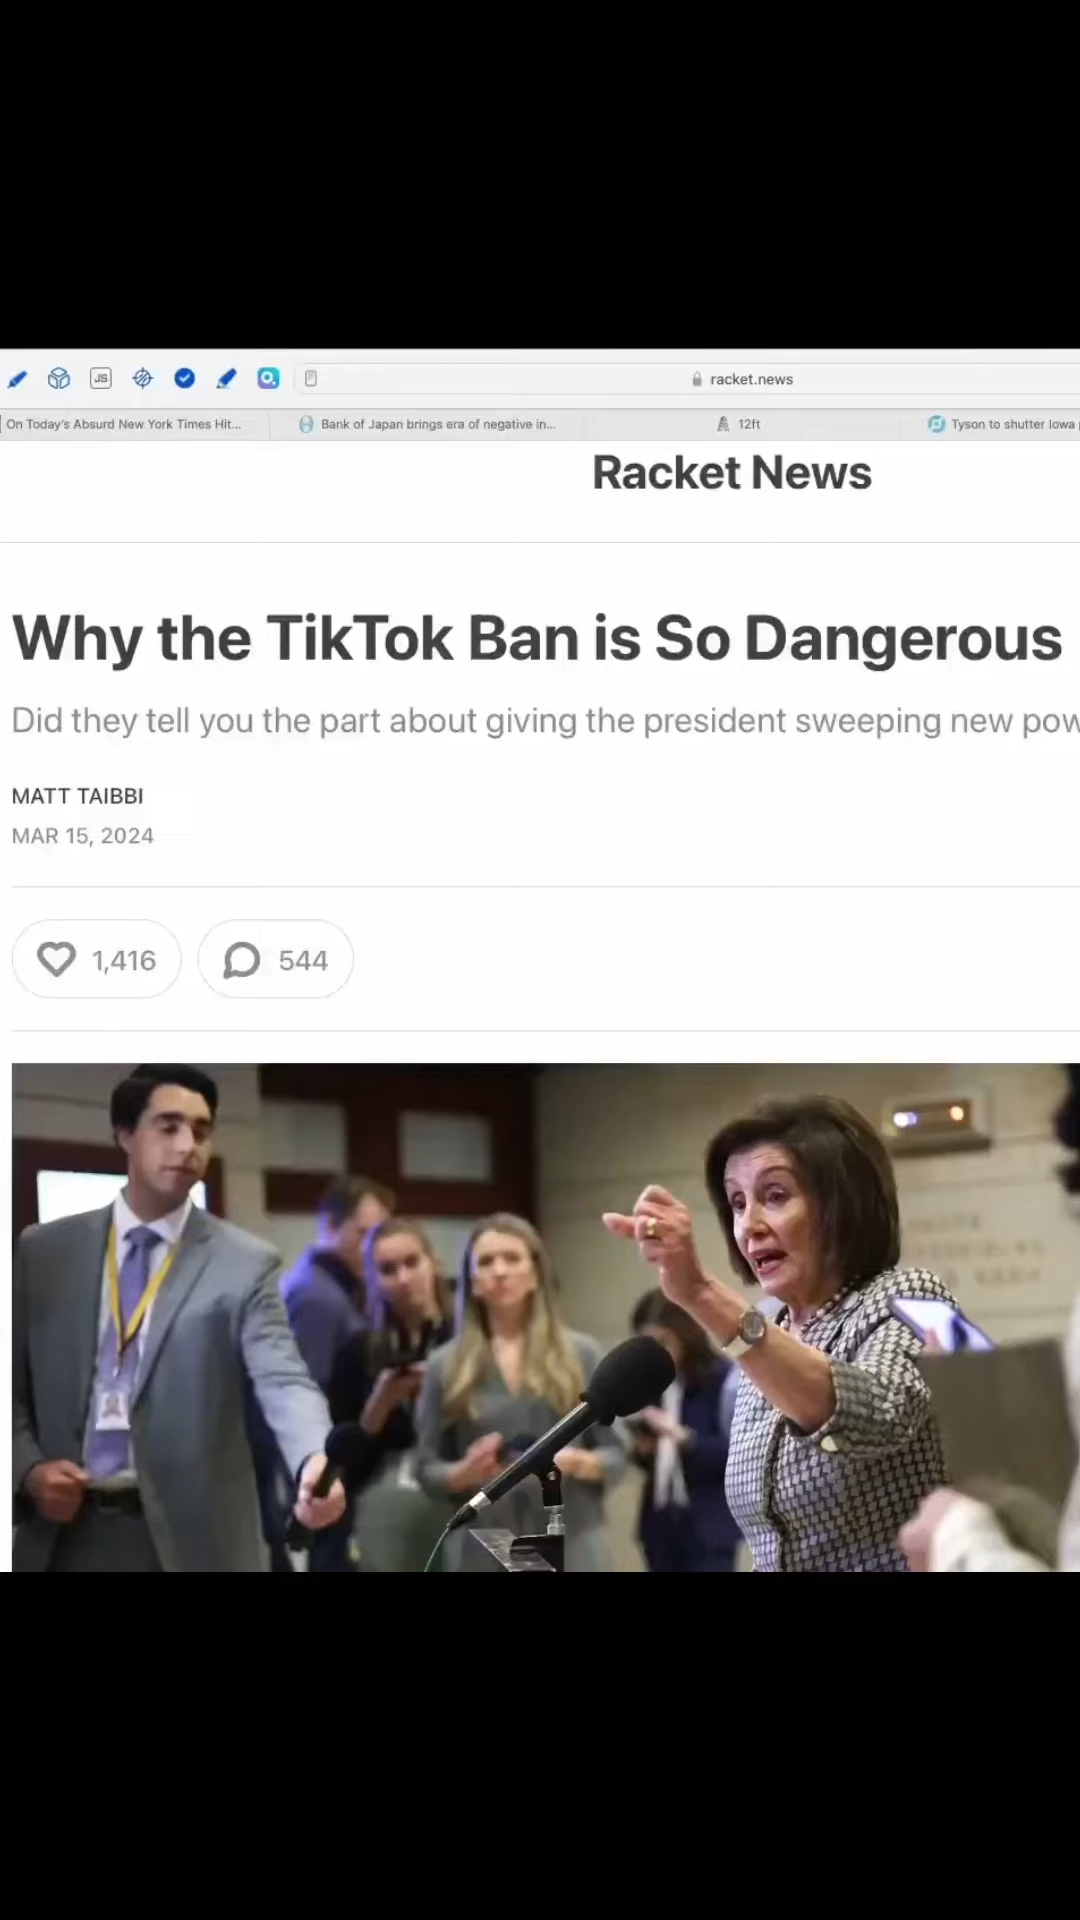 JS
racket.news
On Today's Absurd New York Times Hit...
Bank of Japan brings era of negative in...
12ft
Tyson to shutter Iowa
Racket News
Why the TikTok Ban is So Dangerous
Did they tell you the part about giving the president sweeping new pow
MATT TAIBBI
MAR 15, 2024
1,416
544